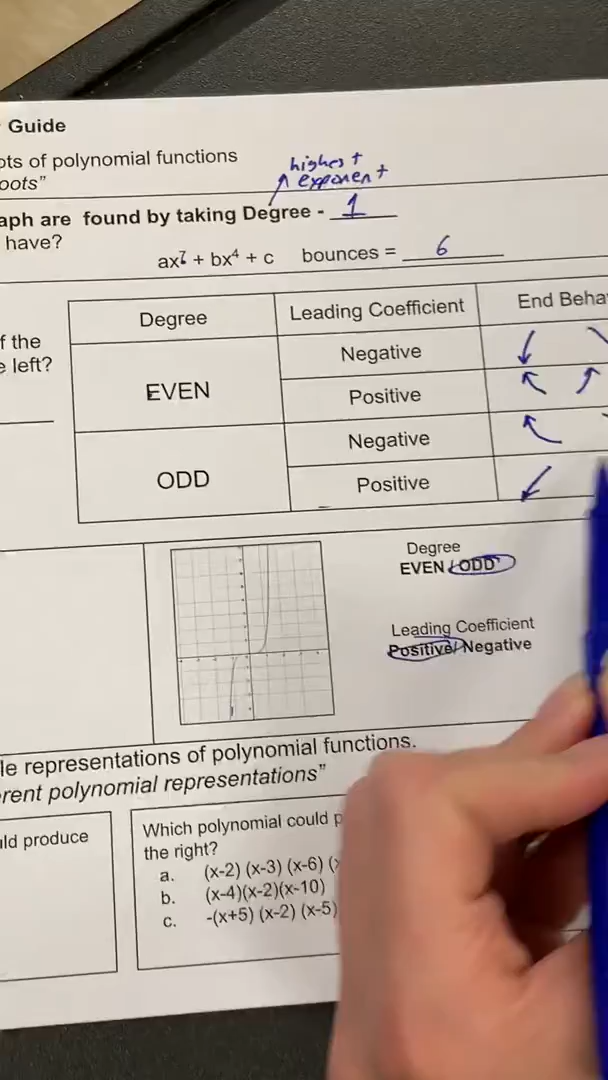 Guide
ots of polynomial functions
oots"
highest
exponent
aph are found by taking Degree - 1
have?
ax⁷ + bx⁴ + c bounces = 6
f the
e left?
Degree Leading Coefficient End Beha
EVEN
Negative
Positive
ODD
Negative
Positive
Degree
EVEN / ODD
Leading Coefficient
Positive/Negative
le representations of polynomial functions.
rent polynomial representations"
uld produce
Which polynomial could p
the right?
a. (x-2) (x-3) (x-6) (
b. (x-4)(x-2)(x-10)
c. -(x+5) (x-2) (x-5)